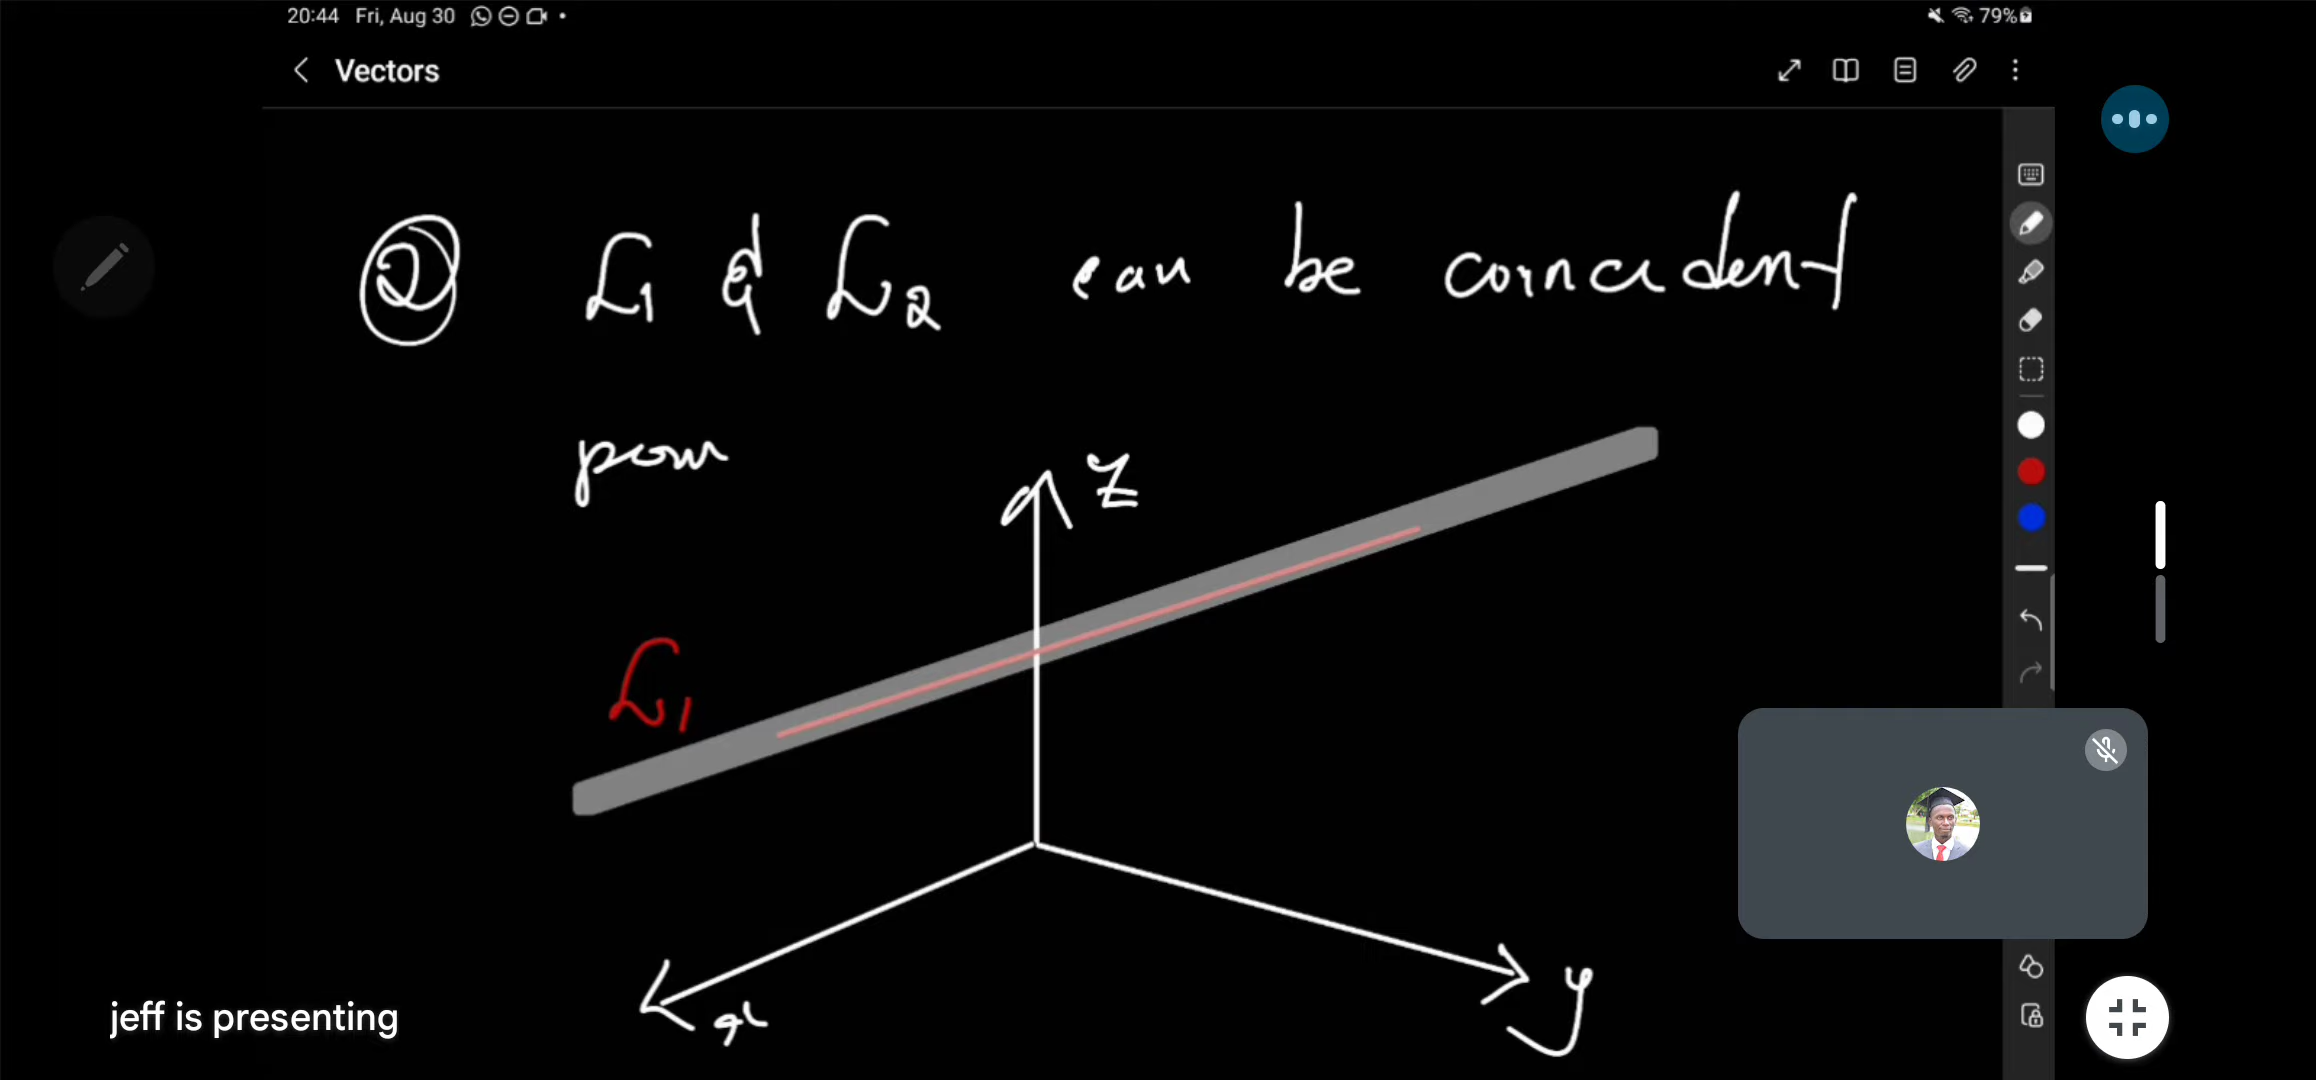 20:44 Fri, Aug 30
79%
Vectors
② L1 & L2 can be coincident
Z
L1
x
y
jeff is presenting